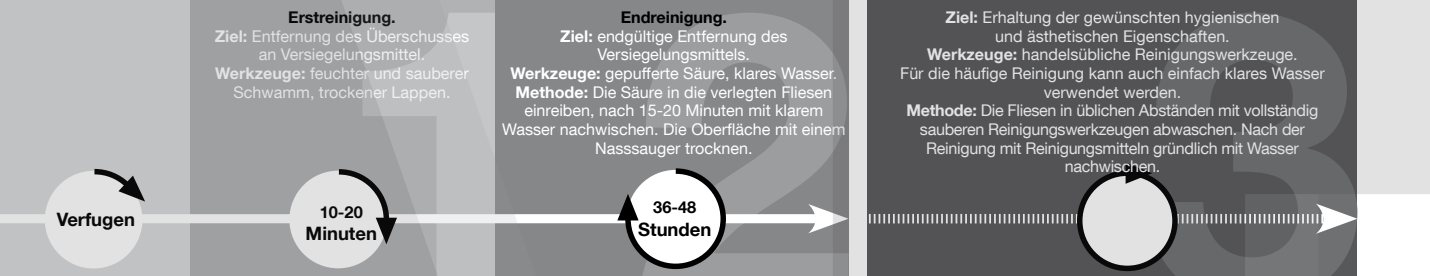 Erstreinigung.
Ziel: Entfernung des Überschusses
an Versiegelungsmittel.
Werkzeuge: feuchter und sauberer
Schwamm, trockener Lappen.
1
Endreinigung.
Ziel: endgültige Entfernung des
Versiegelungsmittels.
Werkzeuge: gepufferte Säure, klares Wasser.
Methode: Die Säure in die verlegten Fliesen
einreiben, nach 15-20 Minuten mit klarem
Wasser nachwischen. Die Oberfläche mit einem
Nasssauger trocknen.
2
Ziel: Erhaltung der gewünschten hygienischen
und ästhetischen Eigenschaften.
Werkzeuge: handelsübliche Reinigungswerkzeuge.
Für die häufige Reinigung kann auch einfach klares Wasser
verwendet werden.
Methode: Die Fliesen in üblichen Abständen mit vollständig
sauberen Reinigungswerkzeugen abwaschen. Nach der
Reinigung mit Reinigungsmitteln gründlich mit Wasser
nachwischen.
3
Verfugen
10-20
Minuten
36-48
Stunden